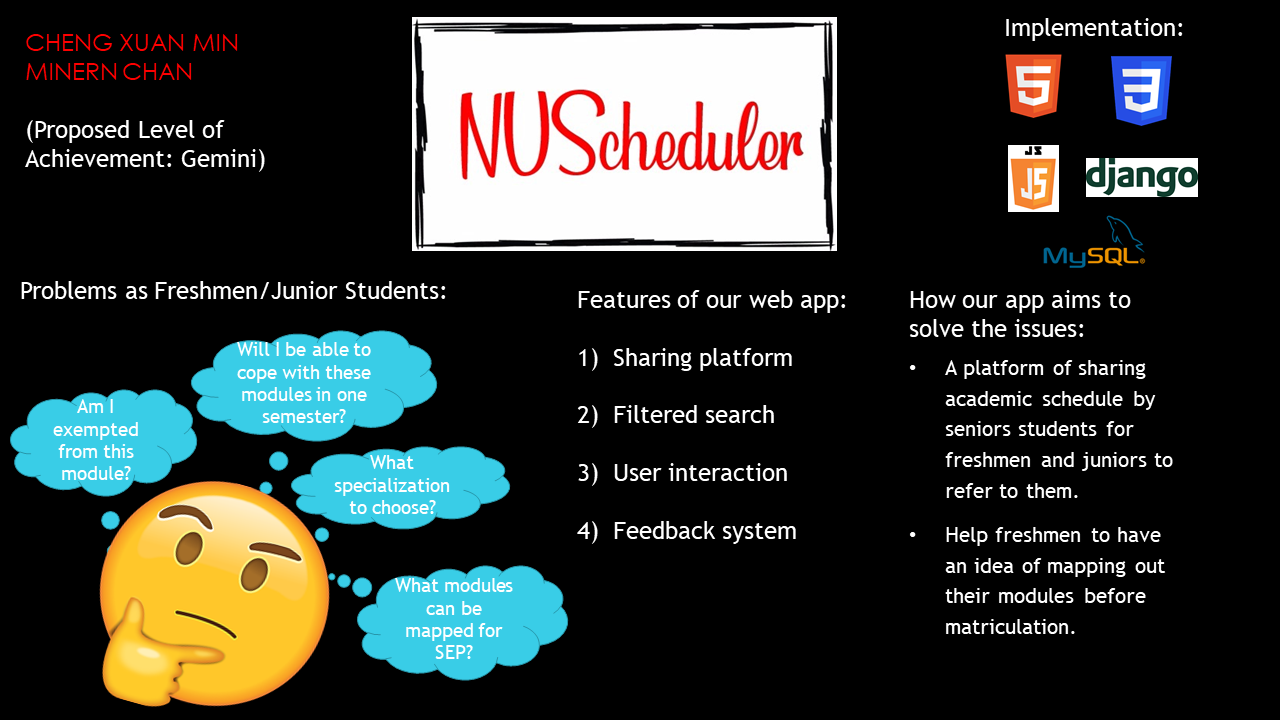 CHENG XUAN MIN
MINERN CHAN
(Proposed Level of
Achievement: Gemini)
NUScheduler
Implementation:
5
3
JS
JS
django
MySQL®
Problems as Freshmen/Junior Students:
Will I be able to
cope with these
modules in one
semester?
Am I
exempted
from this
module?
What
specialization
to choose?
What modules
can be
mapped for
SEP?
Features of our web app:
1) Sharing platform
2) Filtered search
3) User interaction
4) Feedback system
How our app aims to
solve the issues:
• A platform of sharing
academic schedule by
seniors students for
freshmen and juniors to
refer to them.
• Help freshmen to have
an idea of mapping out
their modules before
matriculation.